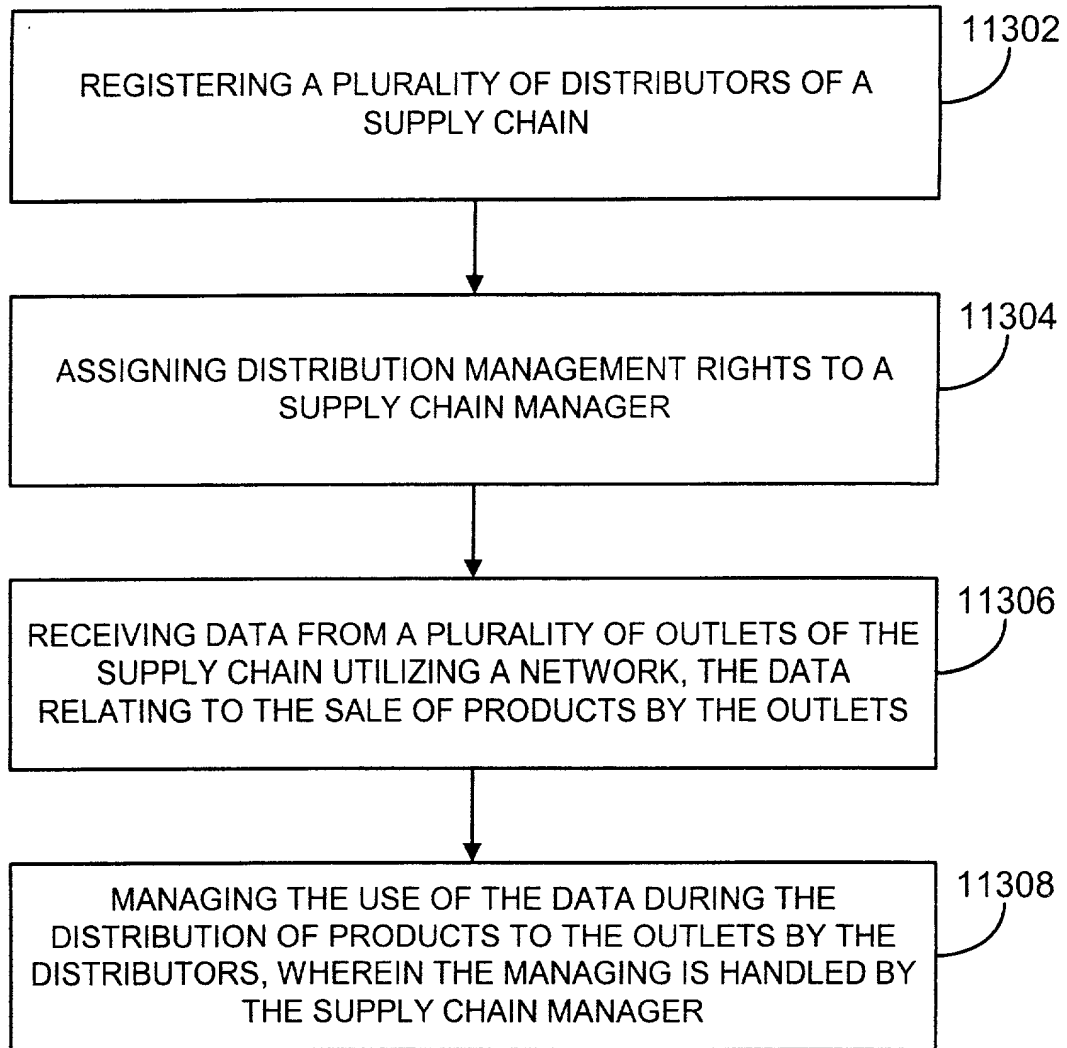 11302
REGISTERING A PLURALITY OF DISTRIBUTORS OF A
SUPPLY CHAIN
11304
ASSIGNING DISTRIBUTION MANAGEMENT RIGHTS TO A
SUPPLY CHAIN MANAGER
11306
RECEIVING DATA FROM A PLURALITY OF OUTLETS OF THE
SUPPLY CHAIN UTILIZING A NETWORK, THE DATA
RELATING TO THE SALE OF PRODUCTS BY THE OUTLETS
11308
MANAGING THE USE OF THE DATA DURING THE
DISTRIBUTION OF PRODUCTS TO THE OUTLETS BY THE
DISTRIBUTORS, WHEREIN THE MANAGING IS HANDLED BY
THE SUPPLY CHAIN MANAGER